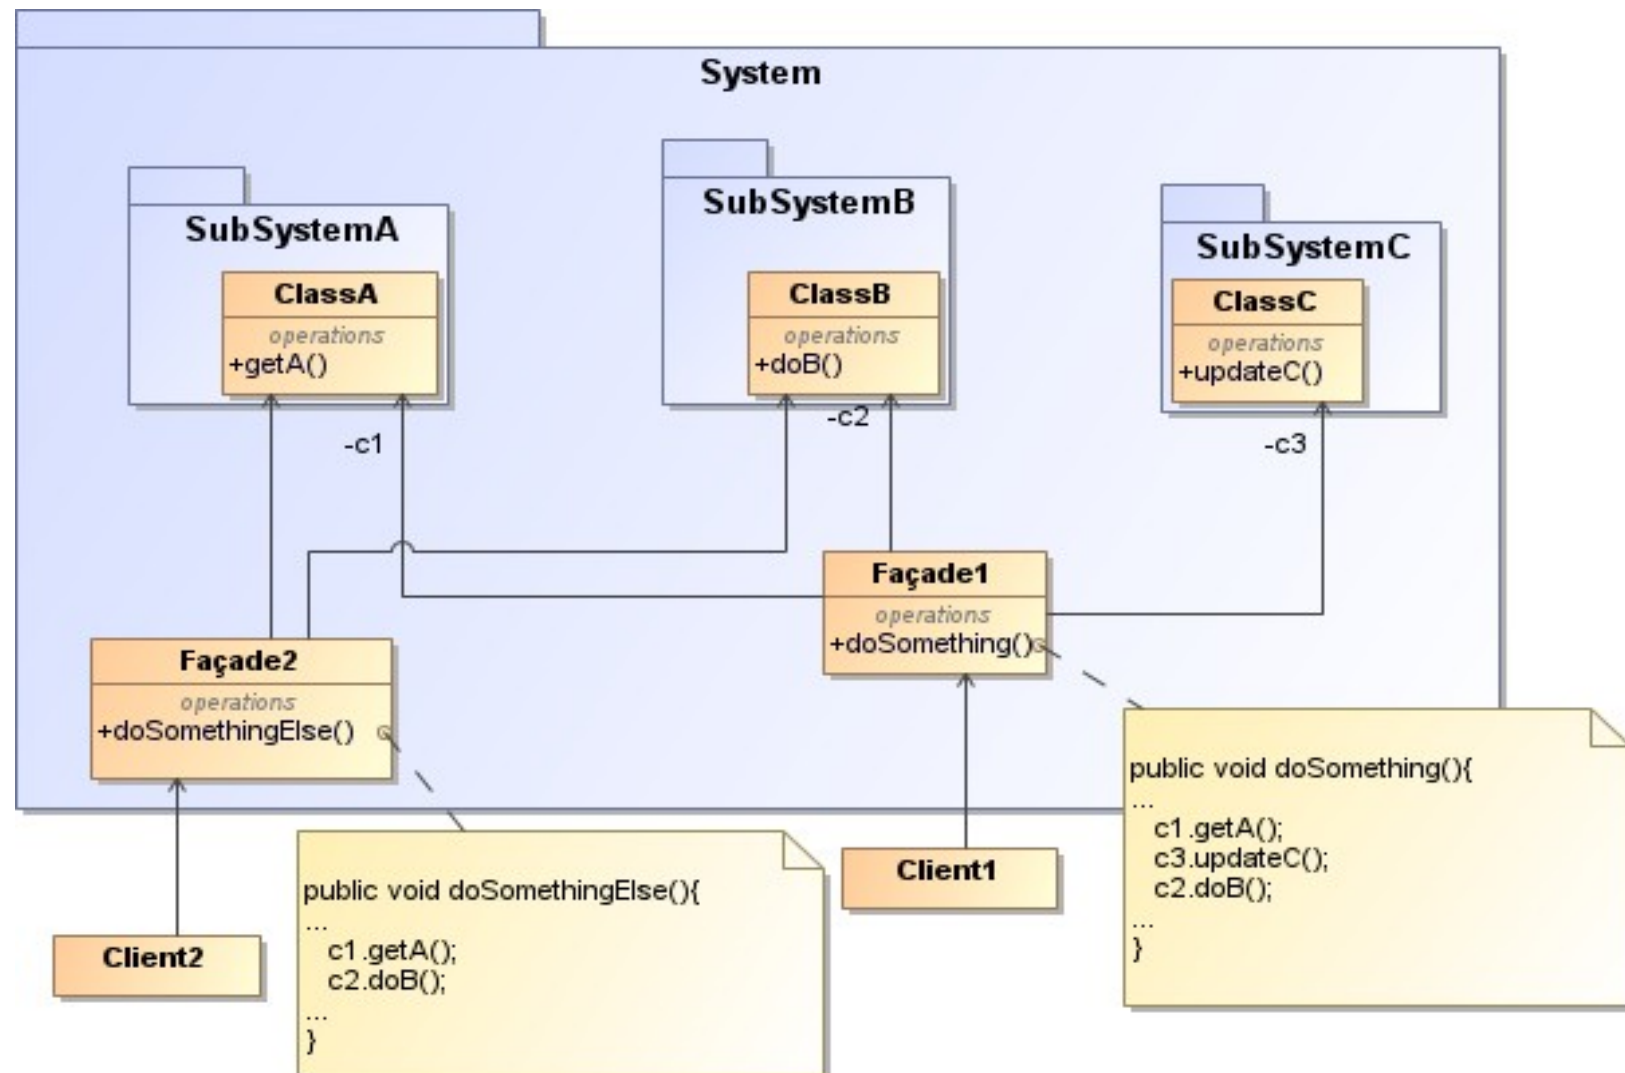 System
SubSystemA
ClassA
operations
+getA()
SubSystemB
ClassB
operations
+doB()
SubSystemC
ClassC
operations
+updateC()
-c1
-c2
-c3
Façade1
operations
+doSomething()
Façade2
operations
+doSomethingElse()
public void doSomething(){
...
c1.getA();
c3.updateC();
c2.doB();
...
}
Client1
public void doSomethingElse(){
...
c1.getA();
c2.doB();
...
}
Client2